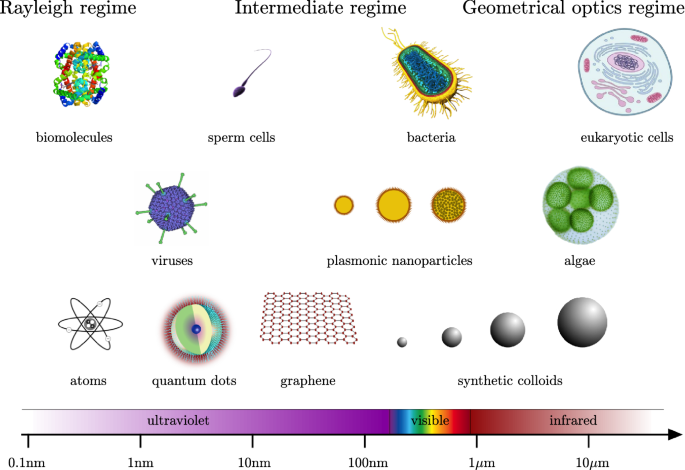 Rayleigh regime Intermediate regime Geometrical optics regime
biomolecules sperm cells bacteria eukaryotic cells
viruses plasmonic nanoparticles algae
atoms quantum dots graphene synthetic colloids
ultraviolet visible infrared
0.1nm 1nm 10nm 100nm 1μm 10μm